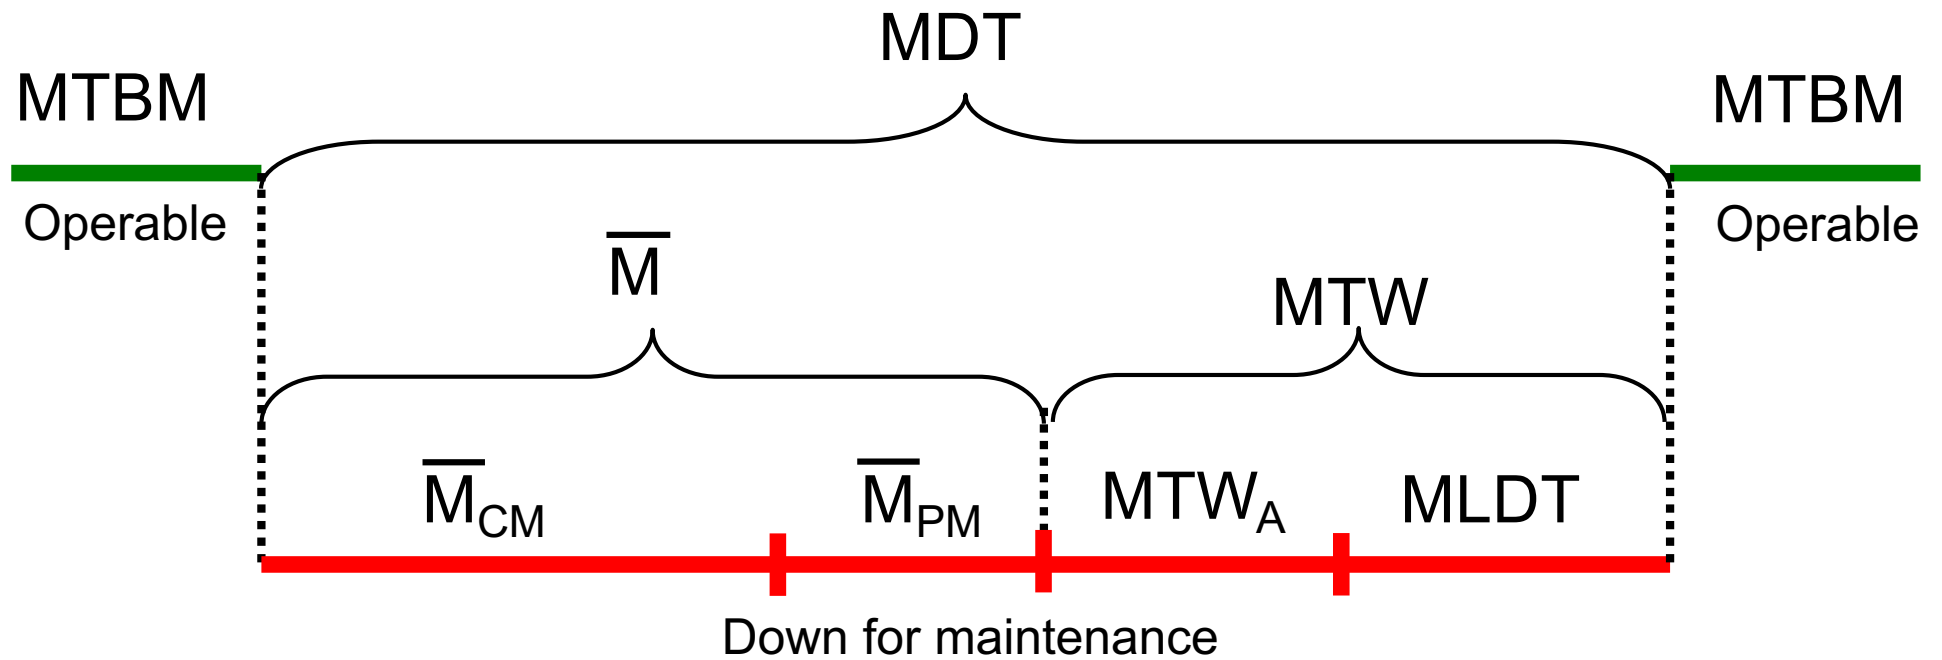 MDT
MTBM
MTBM
Operable
Operable
M̅
MTW
M̅CM
M̅PM
MTWA
MLDT
Down for maintenance